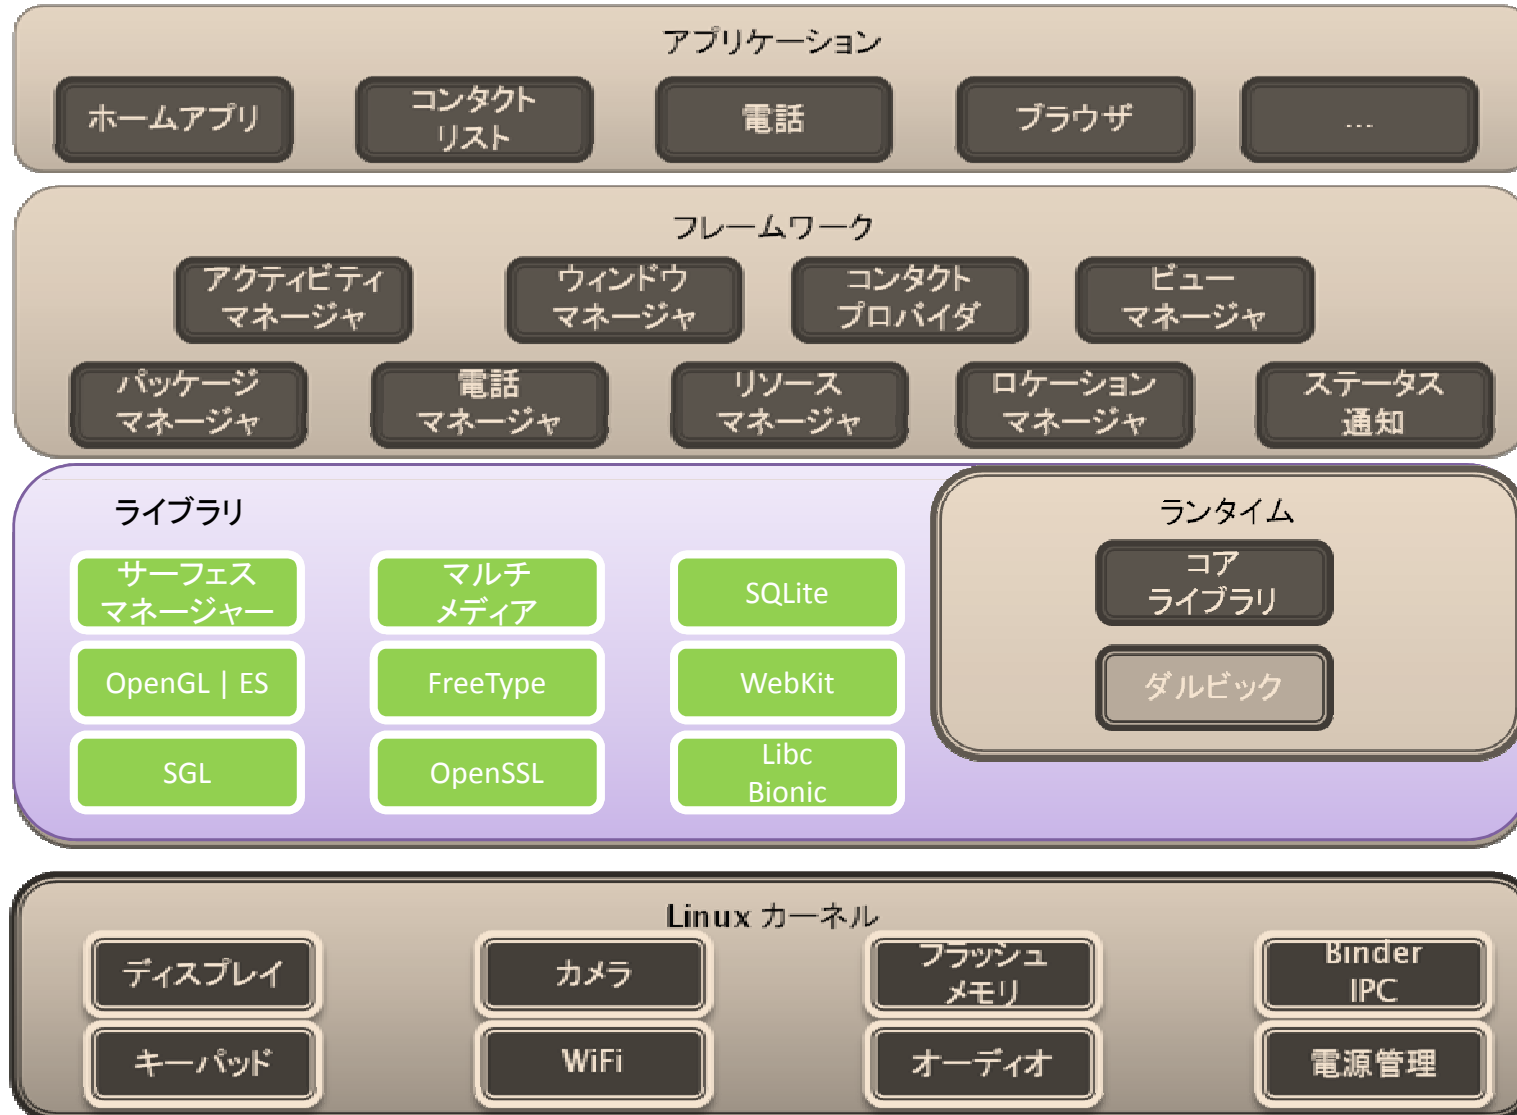 アプリケーション
ホームアプリ
コンタクト
リスト
電話
ブラウザ
...
フレームワーク
アクティビティ
マネージャ
ウィンドウ
マネージャ
コンタクト
プロバイダ
ビュー
マネージャ
パッケージ
マネージャ
電話
マネージャ
リソース
マネージャ
ロケーション
マネージャ
ステータス
通知
ライブラリ
サーフェス
マネージャー
マルチ
メディア
SQLite
OpenGL | ES
FreeType
WebKit
SGL
OpenSSL
Libc
Bionic
ランタイム
コア
ライブラリ
ダルビック
Linux カーネル
ディスプレイ
カメラ
フラッシュ
メモリ
Binder
IPC
キーパッド
WiFi
オーディオ
電源管理